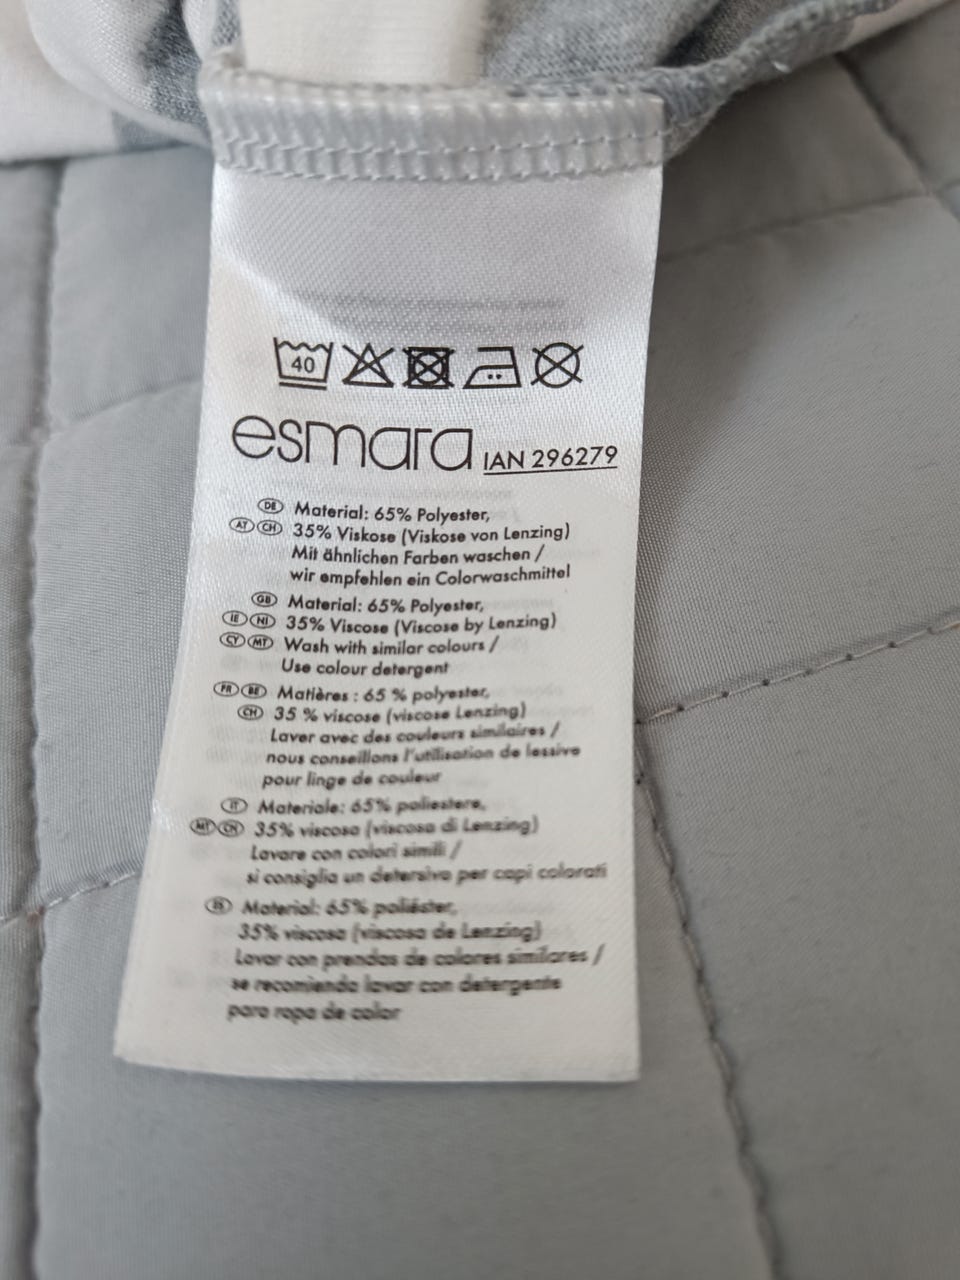 40
esmara IAN 296279
DE Material: 65% Polyester,
AT CH 35% Viskose (Viskose von Lenzing)
Mit ähnlichen Farben waschen /
wir empfehlen ein Colorwaschmittel
GB Material: 65% Polyester,
IE NI 35% Viscose (Viscose by Lenzing)
CY MT Wash with similar colours /
Use colour detergent
FR BE Matières : 65 % polyester,
CH 35 % viscose (viscose Lenzing)
Laver avec des couleurs similaires /
nous conseillons l'utilisation de lessive
pour linge de couleur
IT Materiale: 65% poliestere,
MT CH 35% viscosa (viscosa di Lenzing)
Lavare con colori simili /
si consiglia un detersivo per capi colorati
ES Material: 65% poliéster,
35% viscosa (viscosa de Lenzing)
Lavar con prendas de colores similares /
se recomienda lavar con detergente
para ropa de color